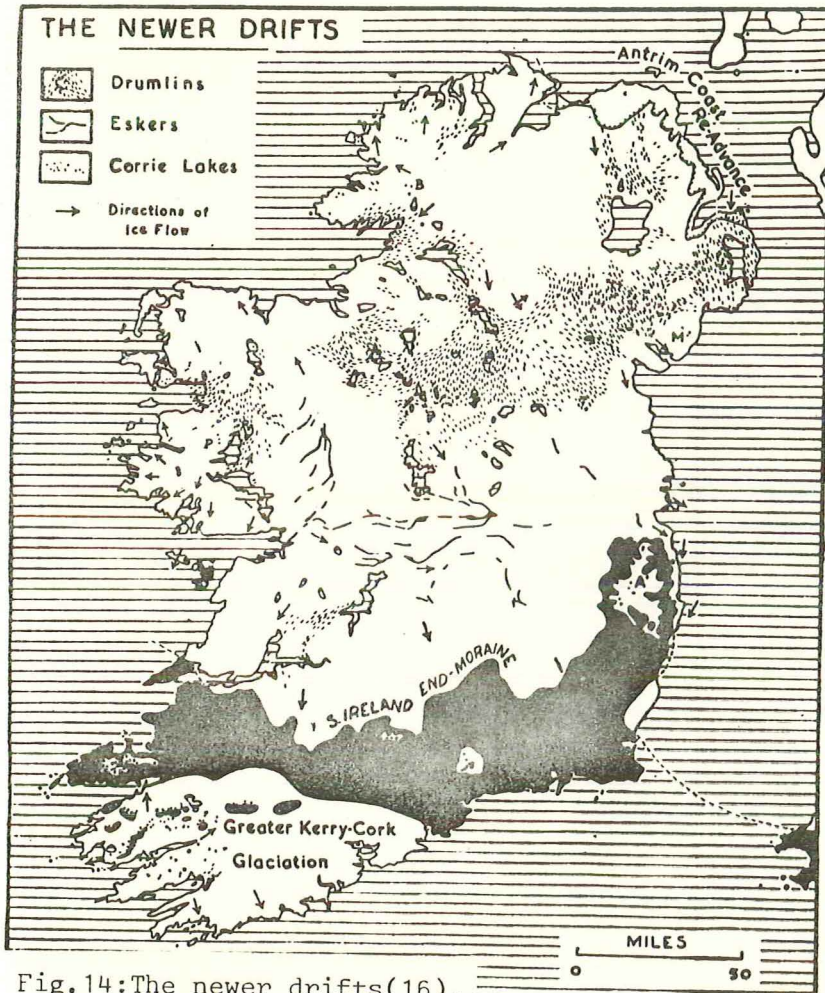 THE NEWER DRIFTS
Drumlins
Eskers
Corrie Lakes
Directions of
Ice Flow
Antrim Coast
Re-Advance
B
M
P
A
S. IRELAND END-MORAINE
Greater Kerry-Cork
Glaciation
MILES
0 50
Fig.14:The newer drifts(16)